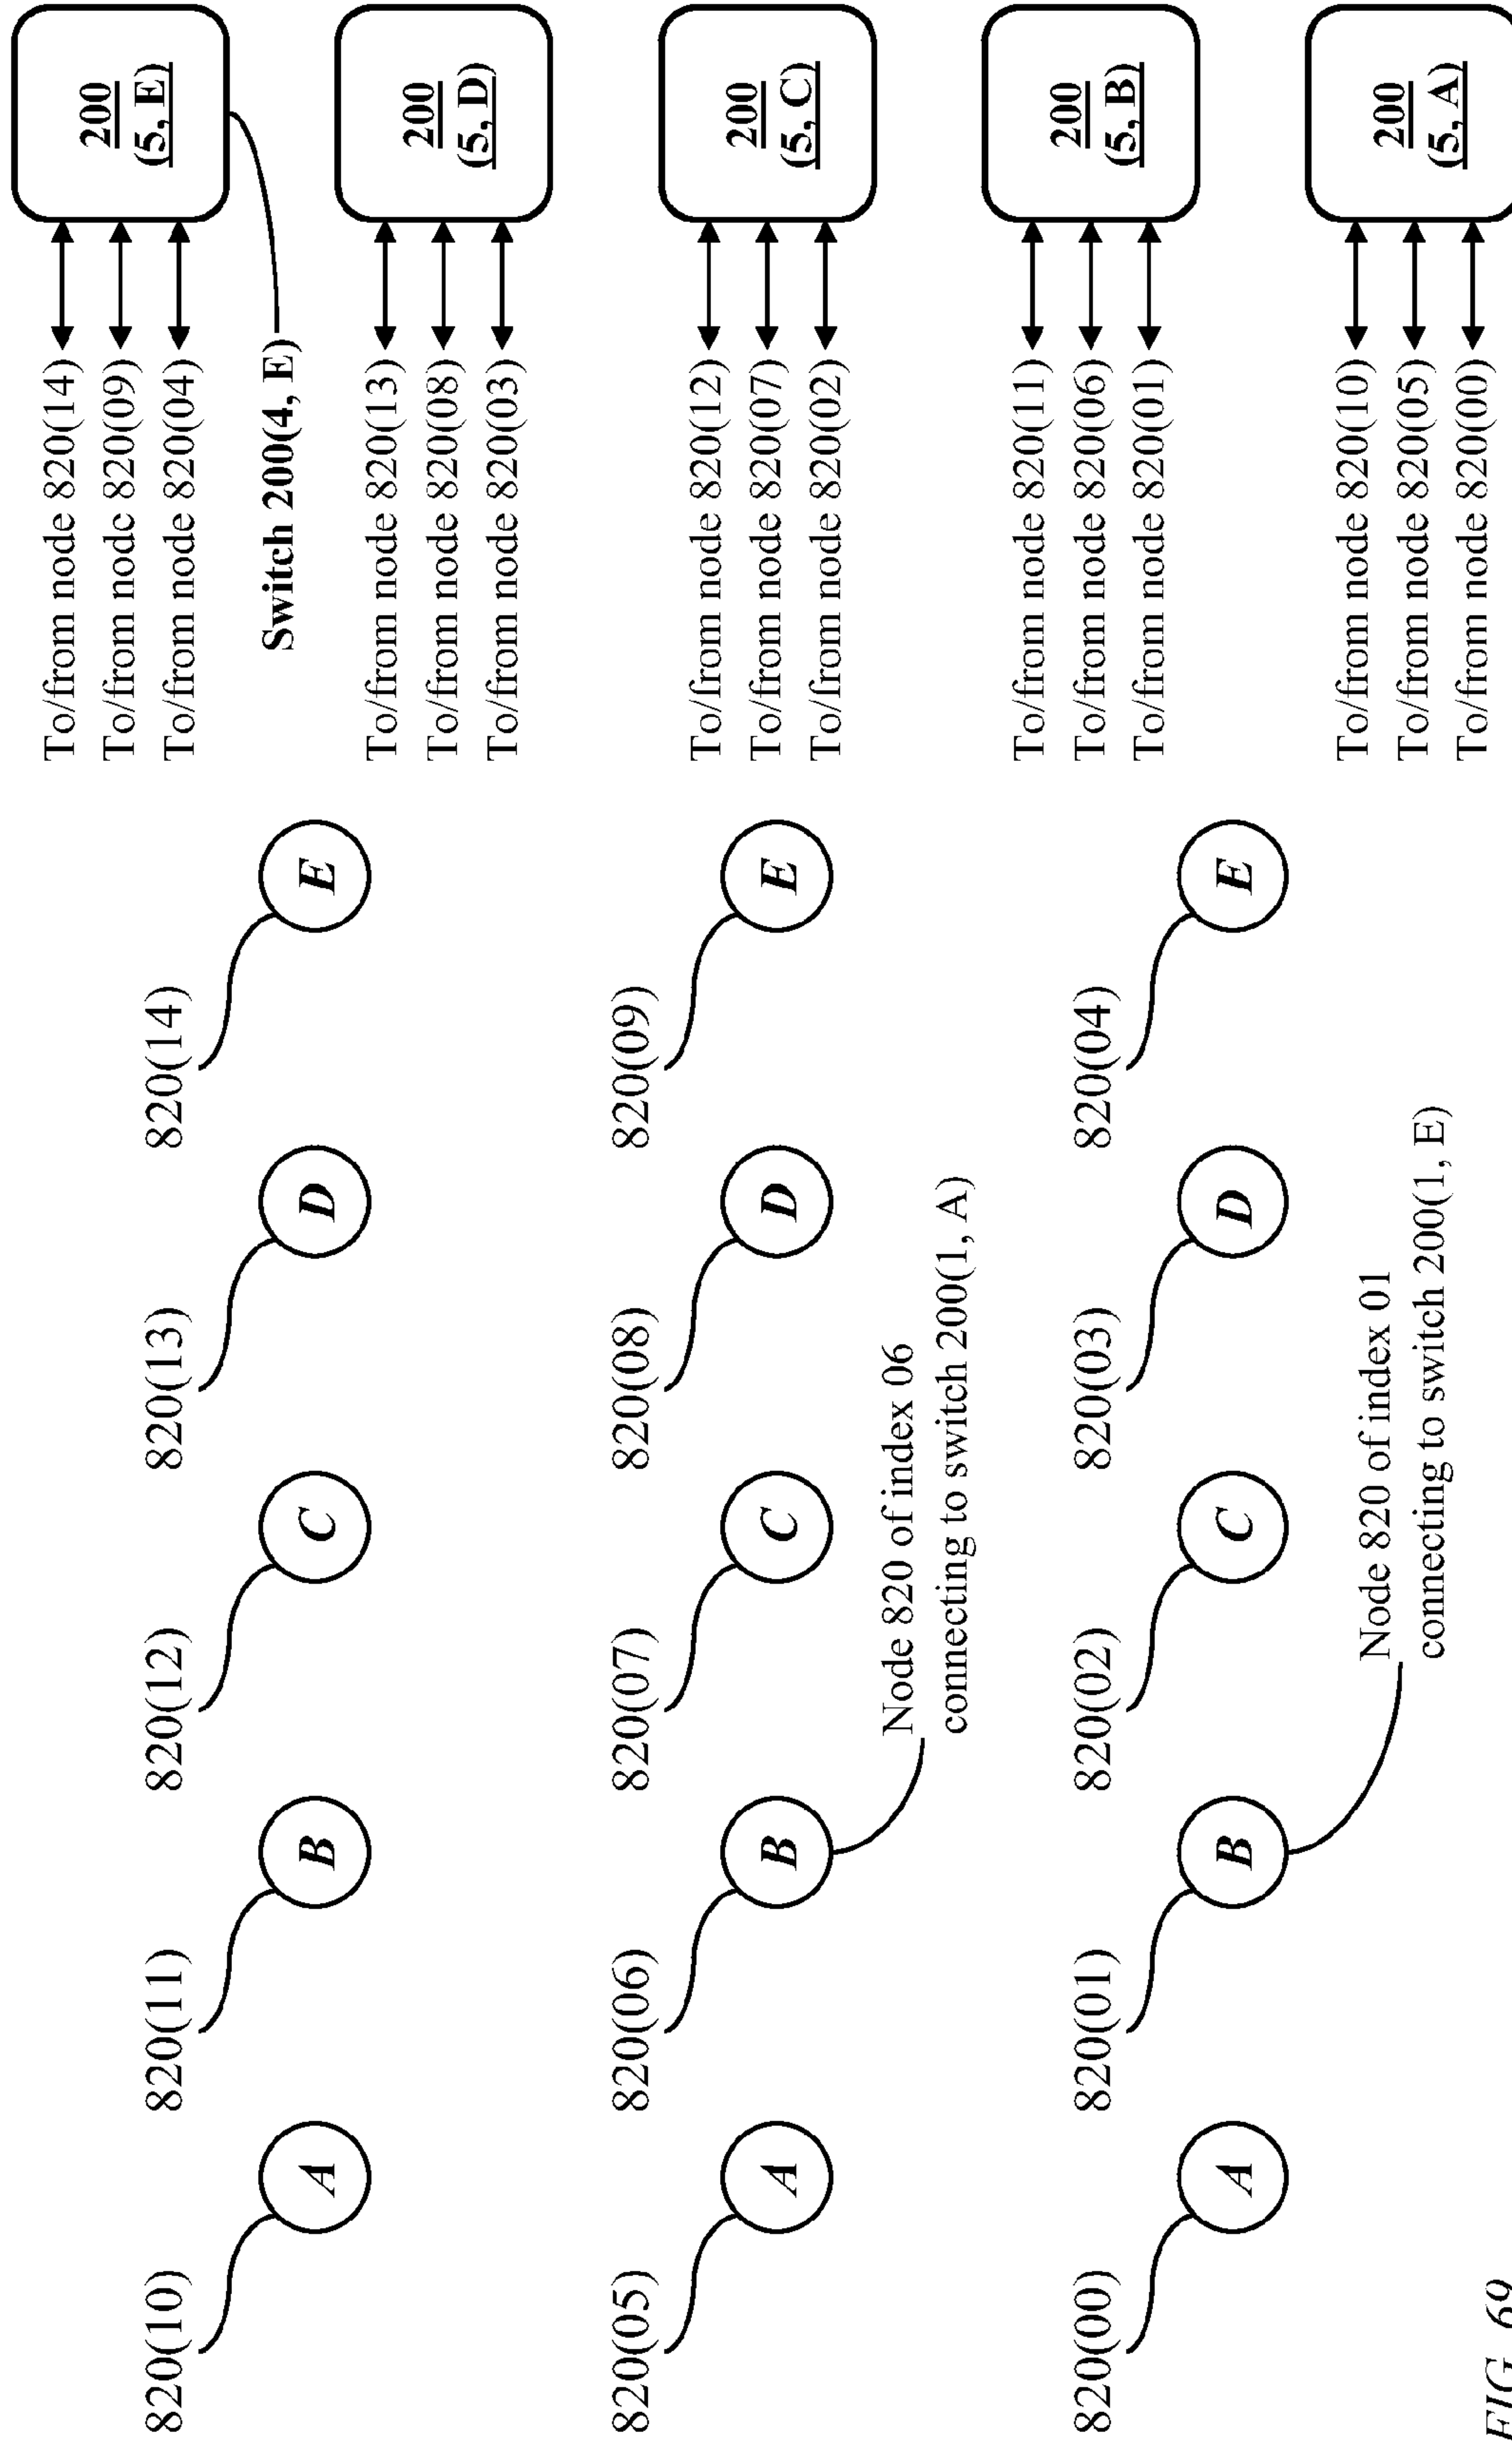 To/from node 820(14)
To/from node 820(09)
To/from node 820(04)
200
(5, E)
Switch 200(4, E)
820(10)
820(11)
820(12)
820(13)
820(14)
A
B
C
D
E
To/from node 820(13)
To/from node 820(08)
To/from node 820(03)
200
(5, D)
820(05)
820(06)
820(07)
820(08)
820(09)
A
B
C
D
E
To/from node 820(12)
To/from node 820(07)
To/from node 820(02)
200
(5, C)
Node 820 of index 06
connecting to switch 200(1, A)
To/from node 820(11)
To/from node 820(06)
To/from node 820(01)
200
(5, B)
820(00)
820(01)
820(02)
820(03)
820(04)
A
B
C
D
E
To/from node 820(10)
To/from node 820(05)
To/from node 820(00)
200
(5, A)
Node 820 of index 01
connecting to switch 200(1, E)
FIG. 69